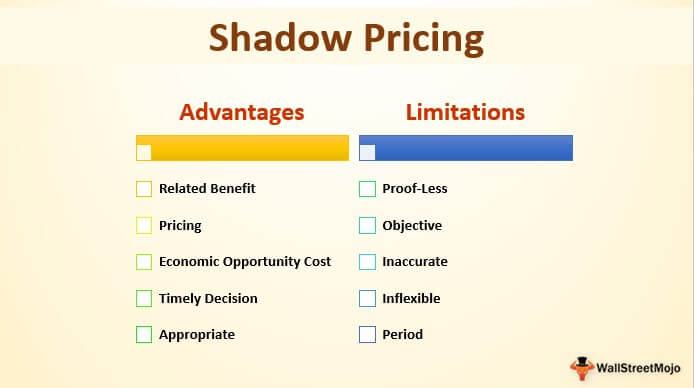 Shadow Pricing
Advantages
Related Benefit
Pricing
Economic Opportunity Cost
Timely Decision
Appropriate
Limitations
Proof-Less
Objective
Inaccurate
Inflexible
Period
WallStreetMojo